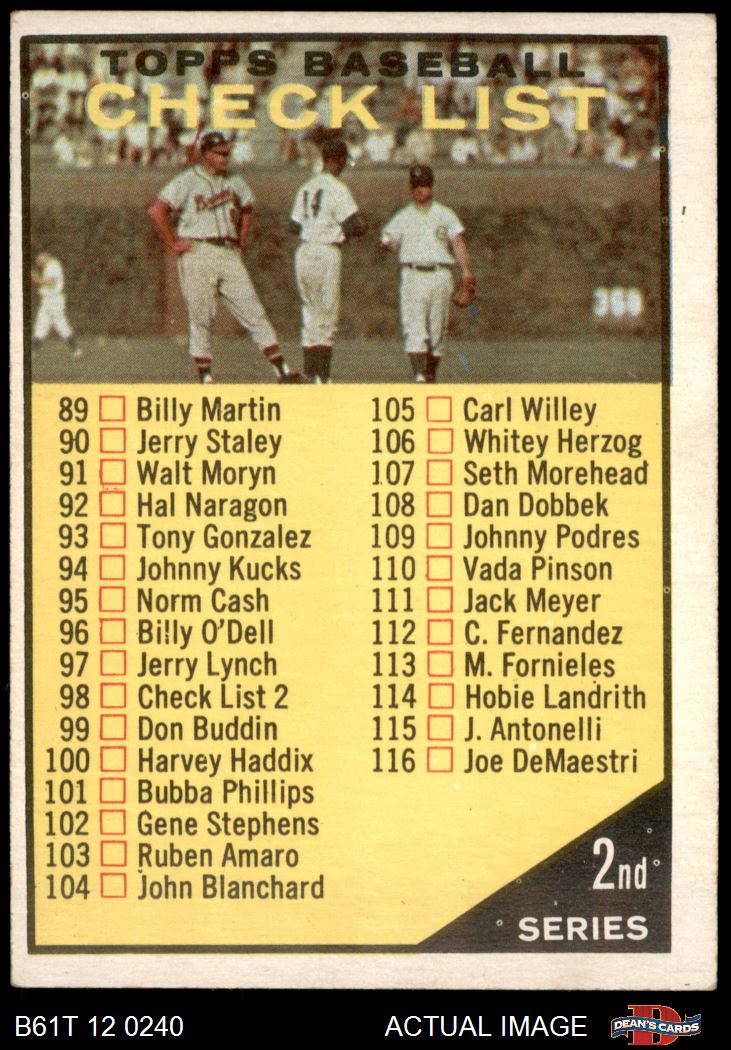 TOPPS BASEBALL
CHECK LIST
Braves
14
368
89 Billy Martin
90 Jerry Staley
91 Walt Moryn
92 Hal Naragon
93 Tony Gonzalez
94 Johnny Kucks
95 Norm Cash
96 Billy O'Dell
97 Jerry Lynch
98 Check List 2
99 Don Buddin
100 Harvey Haddix
101 Bubba Phillips
102 Gene Stephens
103 Ruben Amaro
104 John Blanchard
105 Carl Willey
106 Whitey Herzog
107 Seth Morehead
108 Dan Dobbek
109 Johnny Podres
110 Vada Pinson
111 Jack Meyer
112 C. Fernandez
113 M. Fornieles
114 Hobie Landrith
115 J. Antonelli
116 Joe DeMaestri
2nd
SERIES
B61T 12 0240
ACTUAL IMAGE
D
DEAN'S CARDS